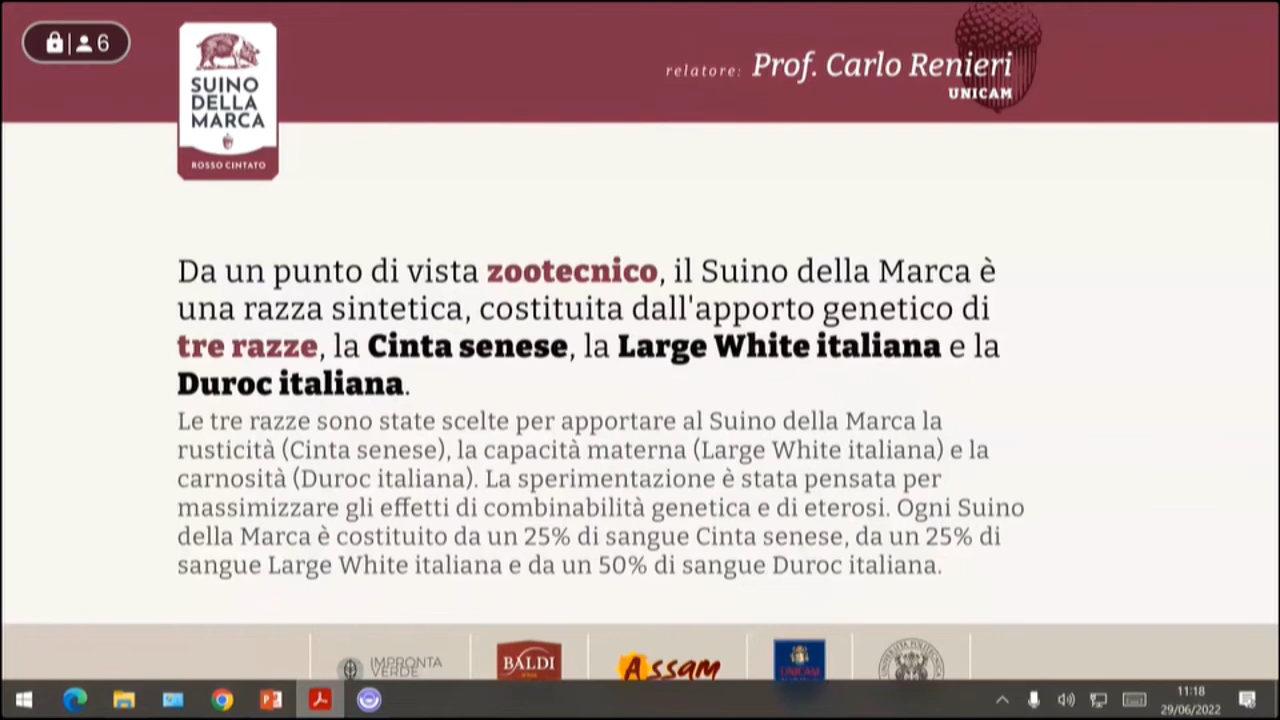 6
SUINO
DELLA
MARCA
ROSSO CINTATO
relatore: Prof. Carlo Renieri
UNICAM
Da un punto di vista zootecnico, il Suino della Marca è
una razza sintetica, costituita dall'apporto genetico di
tre razze, la Cinta senese, la Large White italiana e la
Duroc italiana.
Le tre razze sono state scelte per apportare al Suino della Marca la
rusticità (Cinta senese), la capacità materna (Large White italiana) e la
carnosità (Duroc italiana). La sperimentazione è stata pensata per
massimizzare gli effetti di combinabilità genetica e di eterosi. Ogni Suino
della Marca è costituito da un 25% di sangue Cinta senese, da un 25% di
sangue Large White italiana e da un 50% di sangue Duroc italiana.
IMPRONTA
VERDE
BALDI
ASSAM
UNICAM
11:18
29/06/2022